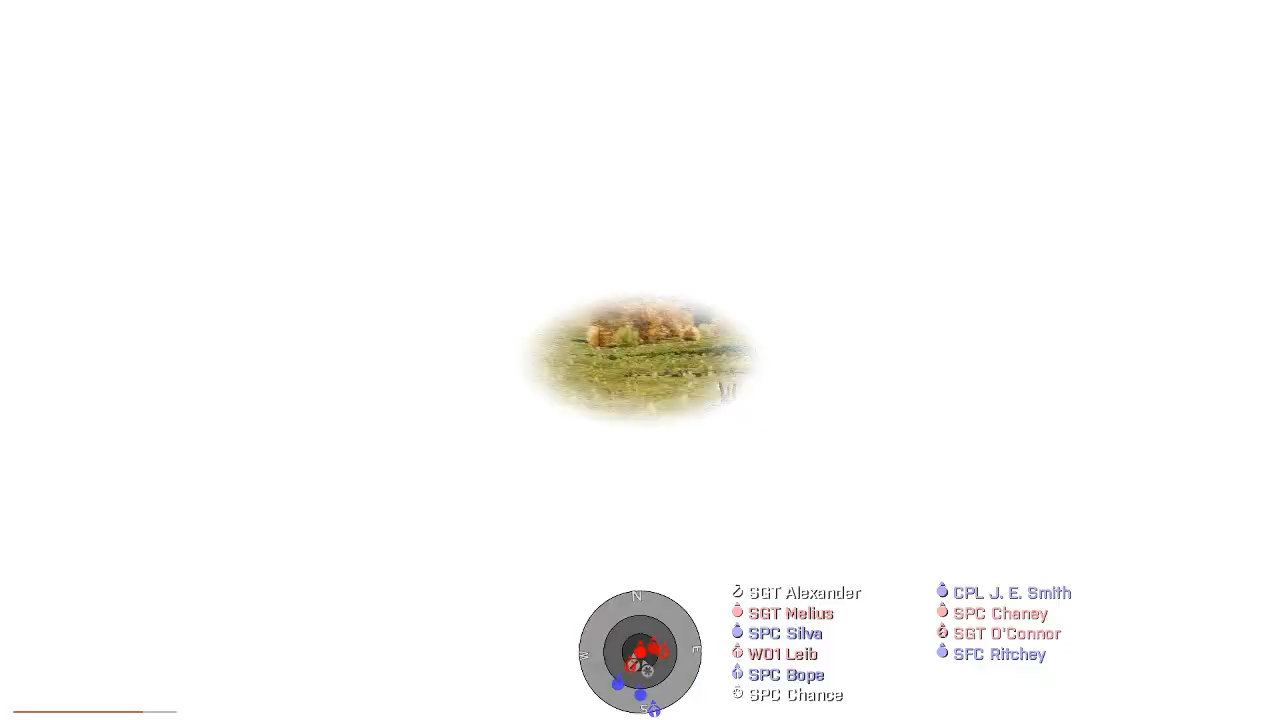 N
W
E
S
SGT Alexander
SGT Melius
SPC Silva
WO1 Leib
SPC Bope
SPC Chance
CPL J. E. Smith
SPC Chaney
SGT O'Connor
SFC Ritchey